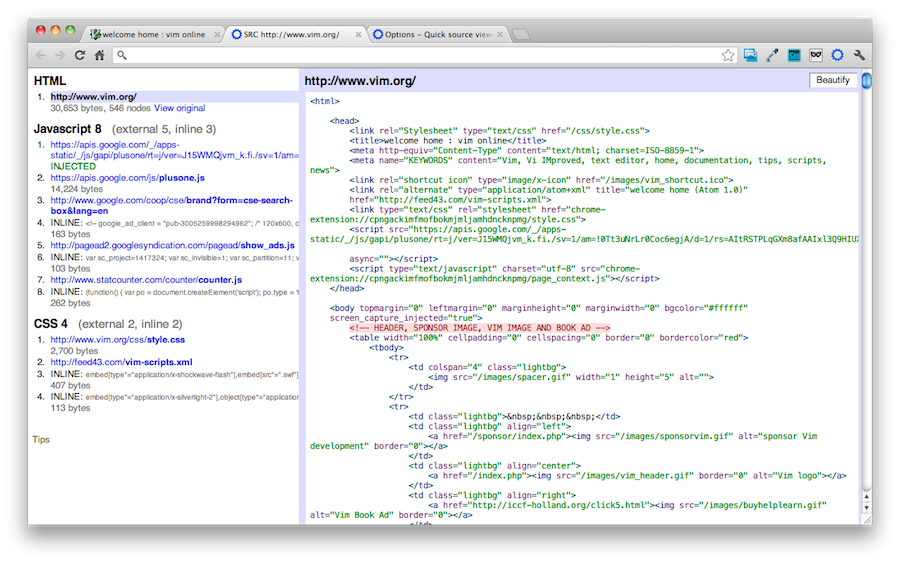 welcome home : vim online
SRC http://www.vim.org/
Options – Quick source view
HTML
1. http://www.vim.org/
30,653 bytes, 546 nodes View original
Javascript 8 (external 5, inline 3)
1. https://apis.google.com/_/apps-
static/_/js/gapi/plusone/rt=j/ver=J15WMQjvm_k.fi./sv=1/am=
INJECTED
2. https://apis.google.com/js/plusone.js
14,224 bytes
3. http://www.google.com/coop/cse/brand?form=cse-search-
box&lang=en
4. INLINE: <!-- google_ad_client = "pub-3005259998294962"; /* 120x600, c
163 bytes
5. http://pagead2.googlesyndication.com/pagead/show_ads.js
6. INLINE: var sc_project=1417324; var sc_invisible=1; var sc_partition=11; v
103 bytes
7. http://www.statcounter.com/counter/counter.js
8. INLINE: (function() { var po = document.createElement('script'); po.type = 't
262 bytes
CSS 4 (external 2, inline 2)
1. http://www.vim.org/css/style.css
2,700 bytes
2. http://feed43.com/vim-scripts.xml
3. INLINE: embed[type="application/x-shockwave-flash"],embed[src=".swf"]
407 bytes
4. INLINE: embed[type="application/x-silverlight-2"],object[type="application
113 bytes
Tips
http://www.vim.org/
Beautify
<html>
<head>
<link rel="Stylesheet" type="text/css" href="/css/style.css">
<title>welcome home : vim online</title>
<meta http-equiv="Content-Type" content="text/html; charset=ISO-8859-1">
<meta name="KEYWORDS" content="Vim, Vi IMproved, text editor, home, documentation, tips, scripts,
news">
<link rel="shortcut icon" type="image/x-icon" href="/images/vim_shortcut.ico">
<link rel="alternate" type="application/atom+xml" title="welcome home (Atom 1.0)"
href="http://feed43.com/vim-scripts.xml">
<link type="text/css" rel="stylesheet" href="chrome-
extension://cpngackimfmofbokmjmljamhdncknpmg/style.css">
<script src="https://apis.google.com/_/apps-
static/_/js/gapi/plusone/rt=j/ver=J15WMQjvm_k.fi./sv=1/am=!0Tt3uNrLr0Coc6egjA/d=1/rs=AItRSTPLqGXm8afAAIxl3Q9HIUX
async=""></script>
<script type="text/javascript" charset="utf-8" src="chrome-
extension://cpngackimfmofbokmjmljamhdncknpmg/page_context.js"></script>
</head>
<body topmargin="0" leftmargin="0" marginheight="0" marginwidth="0" bgcolor="#ffffff"
screen_capture_injected="true">
<!-- HEADER, SPONSOR IMAGE, VIM IMAGE AND BOOK AD -->
<table width="100%" cellpadding="0" cellspacing="0" border="0" bordercolor="red">
<tbody>
<tr>
<td colspan="4" class="lightbg">
<img src="/images/spacer.gif" width="1" height="5" alt="">
</td>
</tr>
<tr>
<td class="lightbg">&nbsp;&nbsp;&nbsp;</td>
<td class="lightbg" align="left">
<a href="/sponsor/index.php"><img src="/images/sponsorvim.gif" alt="sponsor Vim
development" border="0"></a>
</td>
<td class="lightbg" align="center">
<a href="/index.php"><img src="/images/vim_header.gif" border="0" alt="Vim logo"></a>
</td>
<td class="lightbg" align="right">
<a href="http://iccf-holland.org/click5.html"><img src="/images/buyhelplearn.gif"
alt="Vim Book Ad" border="0"></a>
</td>